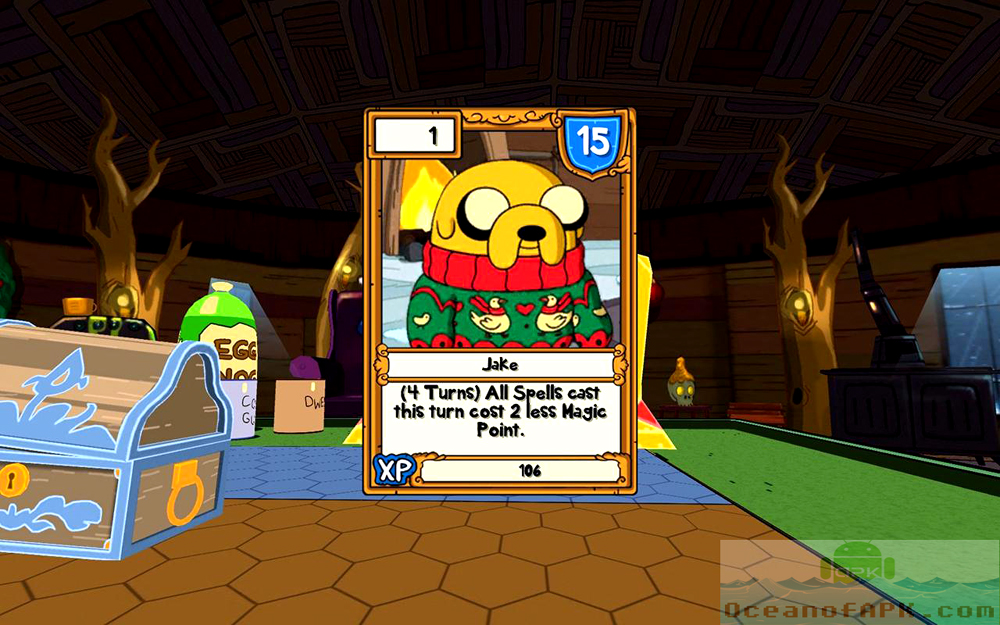 1
15
EGG
NOG
Jake
(4 Turns) All Spells cast
this turn cost 2 less Magic
Point.
XP
106
APK
OceanofAPK.com